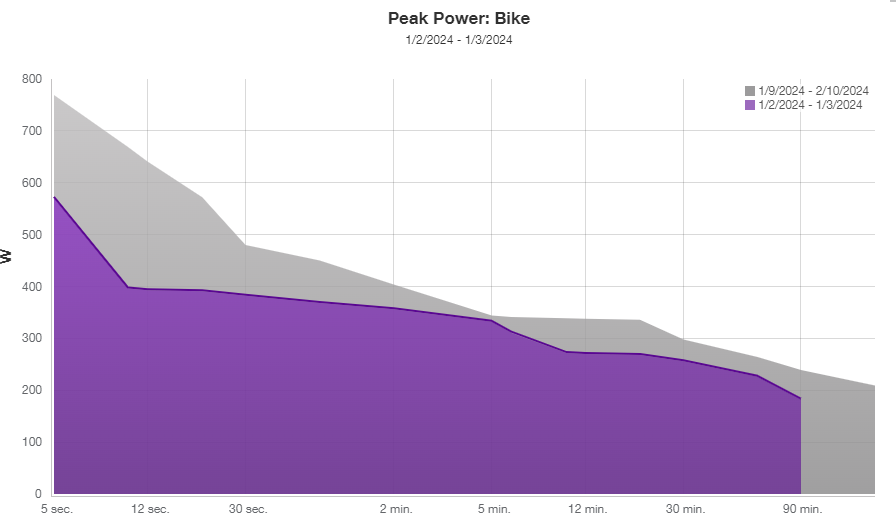 Peak Power: Bike
1/2/2024 - 1/3/2024
1/9/2024 - 2/10/2024
1/2/2024 - 1/3/2024
800
700
600
500
400
300
200
100
0
W
5 sec. 12 sec. 30 sec. 2 min. 5 min. 12 min. 30 min. 90 min.